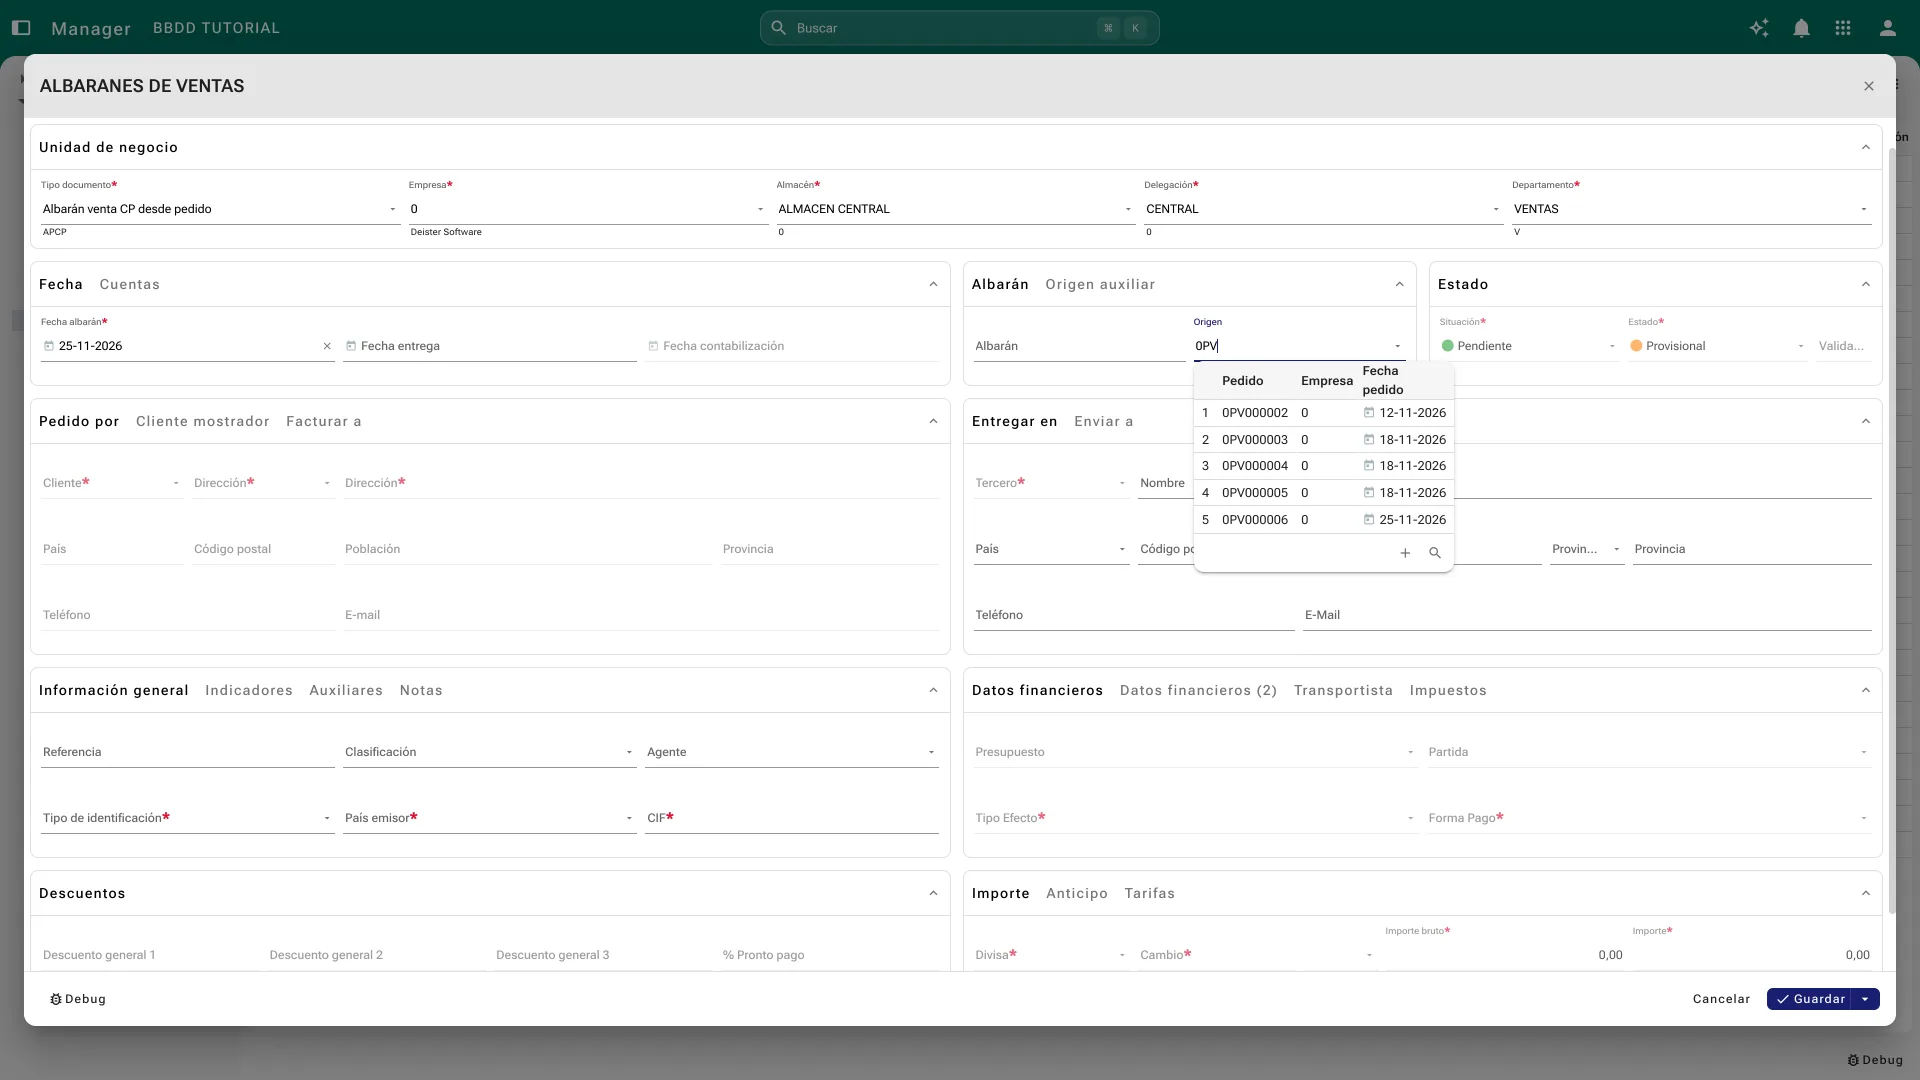 Manager BBDD TUTORIAL
Buscar ⌘ K
ALBARANES DE VENTAS
ón
Unidad de negocio
Tipo documento* Empresa* Almacén* Delegación* Departamento*
Albarán venta CP desde pedido 0 ALMACEN CENTRAL CENTRAL VENTAS
APCP Deister Software 0 0 V
Fecha Cuentas
Fecha albarán*
25-11-2026 Fecha entrega Fecha contabilización
Albarán Origen auxiliar
Origen
Albarán 0PV
Estado
Situación* Estado*
Pendiente Provisional Valida...
Pedido Empresa Fecha pedido
1 0PV000002 0 12-11-2026
2 0PV000003 0 18-11-2026
3 0PV000004 0 18-11-2026
4 0PV000005 0 18-11-2026
5 0PV000006 0 25-11-2026
Pedido por Cliente mostrador Facturar a
Cliente* Dirección* Dirección*
País Código postal Población Provincia
Teléfono E-mail
Entregar en Enviar a
Tercero* Nombre
País Código po Provin... Provincia
Teléfono E-Mail
Información general Indicadores Auxiliares Notas
Referencia Clasificación Agente
Tipo de identificación* País emisor* CIF*
Datos financieros Datos financieros (2) Transportista Impuestos
Presupuesto Partida
Tipo Efecto* Forma Pago*
Descuentos
Descuento general 1 Descuento general 2 Descuento general 3 % Pronto pago
Importe Anticipo Tarifas
Importe bruto* Importe*
Divisa* Cambio* 0,00 0,00
Debug Cancelar Guardar
Debug